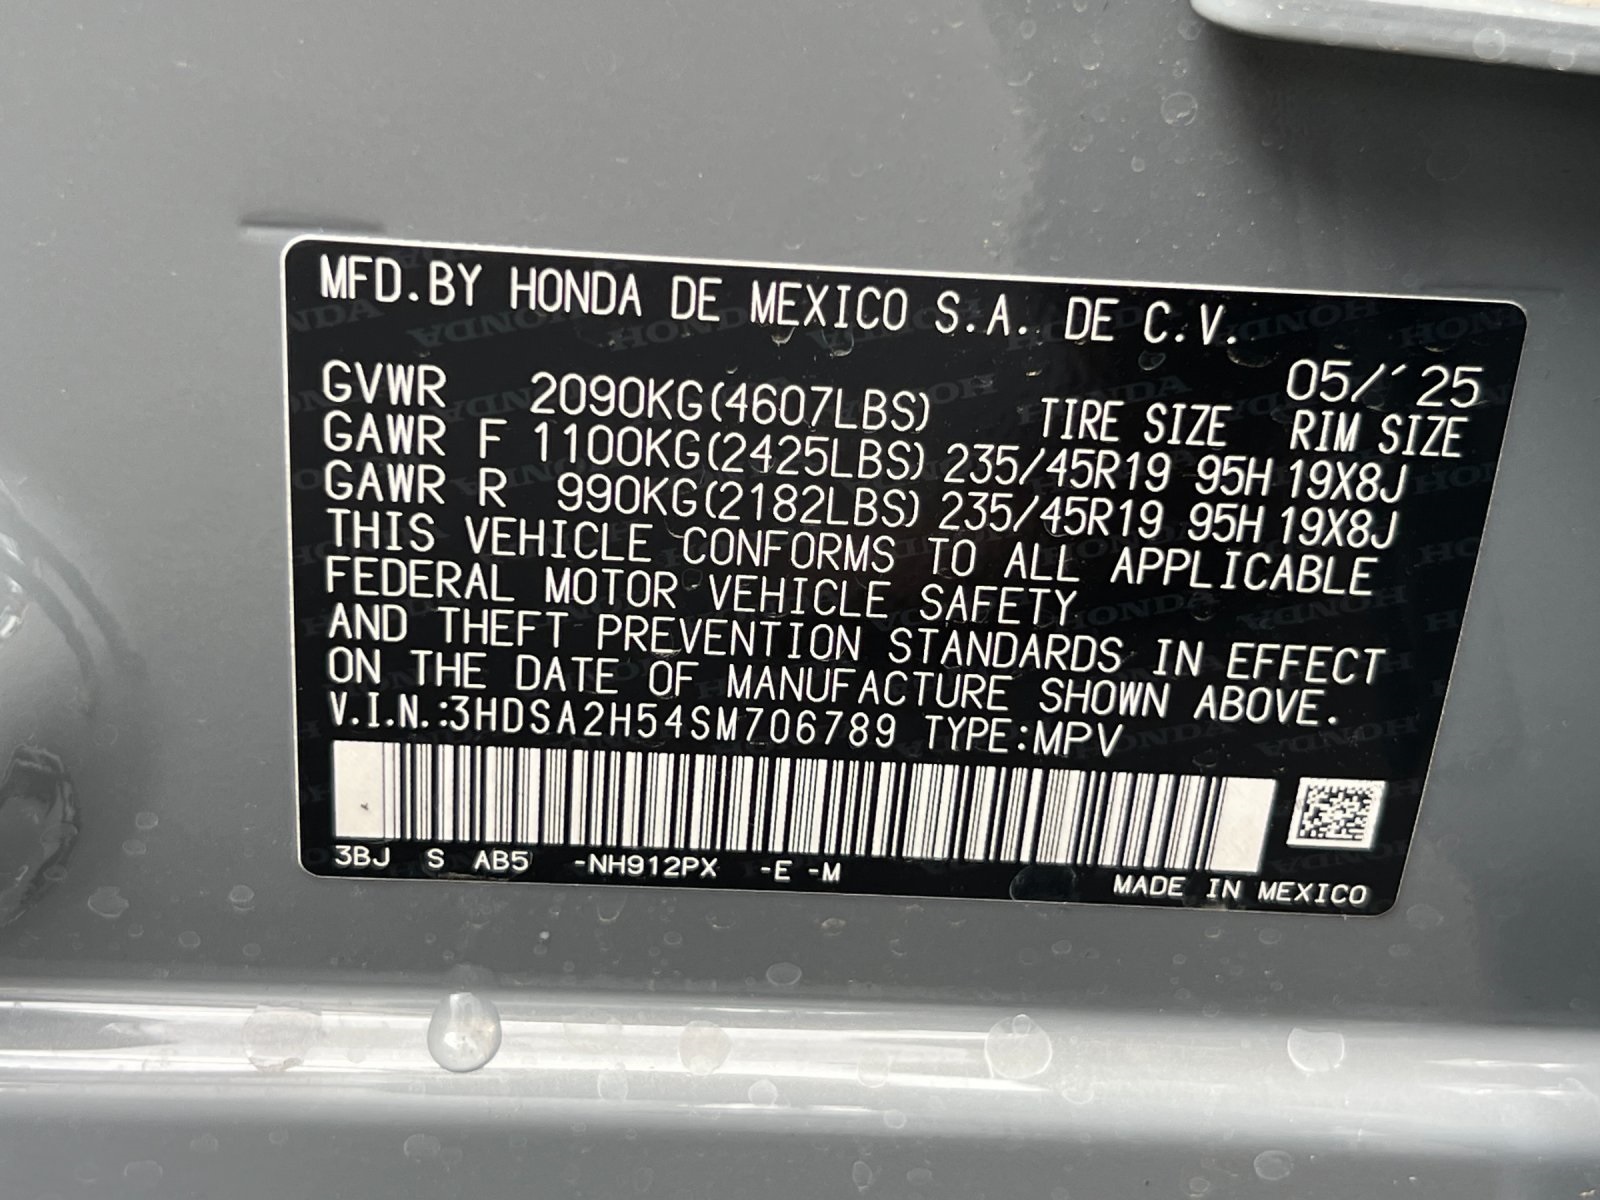 MFD.BY HONDA DE MEXICO S.A. DE C.V.
05/'25
GVWR 2090KG(4607LBS) TIRE SIZE RIM SIZE
GAWR F 1100KG(2425LBS) 235/45R19 95H 19X8J
GAWR R 990KG(2182LBS) 235/45R19 95H 19X8J
THIS VEHICLE CONFORMS TO ALL APPLICABLE
FEDERAL MOTOR VEHICLE SAFETY
AND THEFT PREVENTION STANDARDS IN EFFECT
ON THE DATE OF MANUFACTURE SHOWN ABOVE.
V.I.N.:3HDSA2H54SM706789 TYPE:MPV
3BJ S AB5 -NH912PX -E -M
MADE IN MEXICO